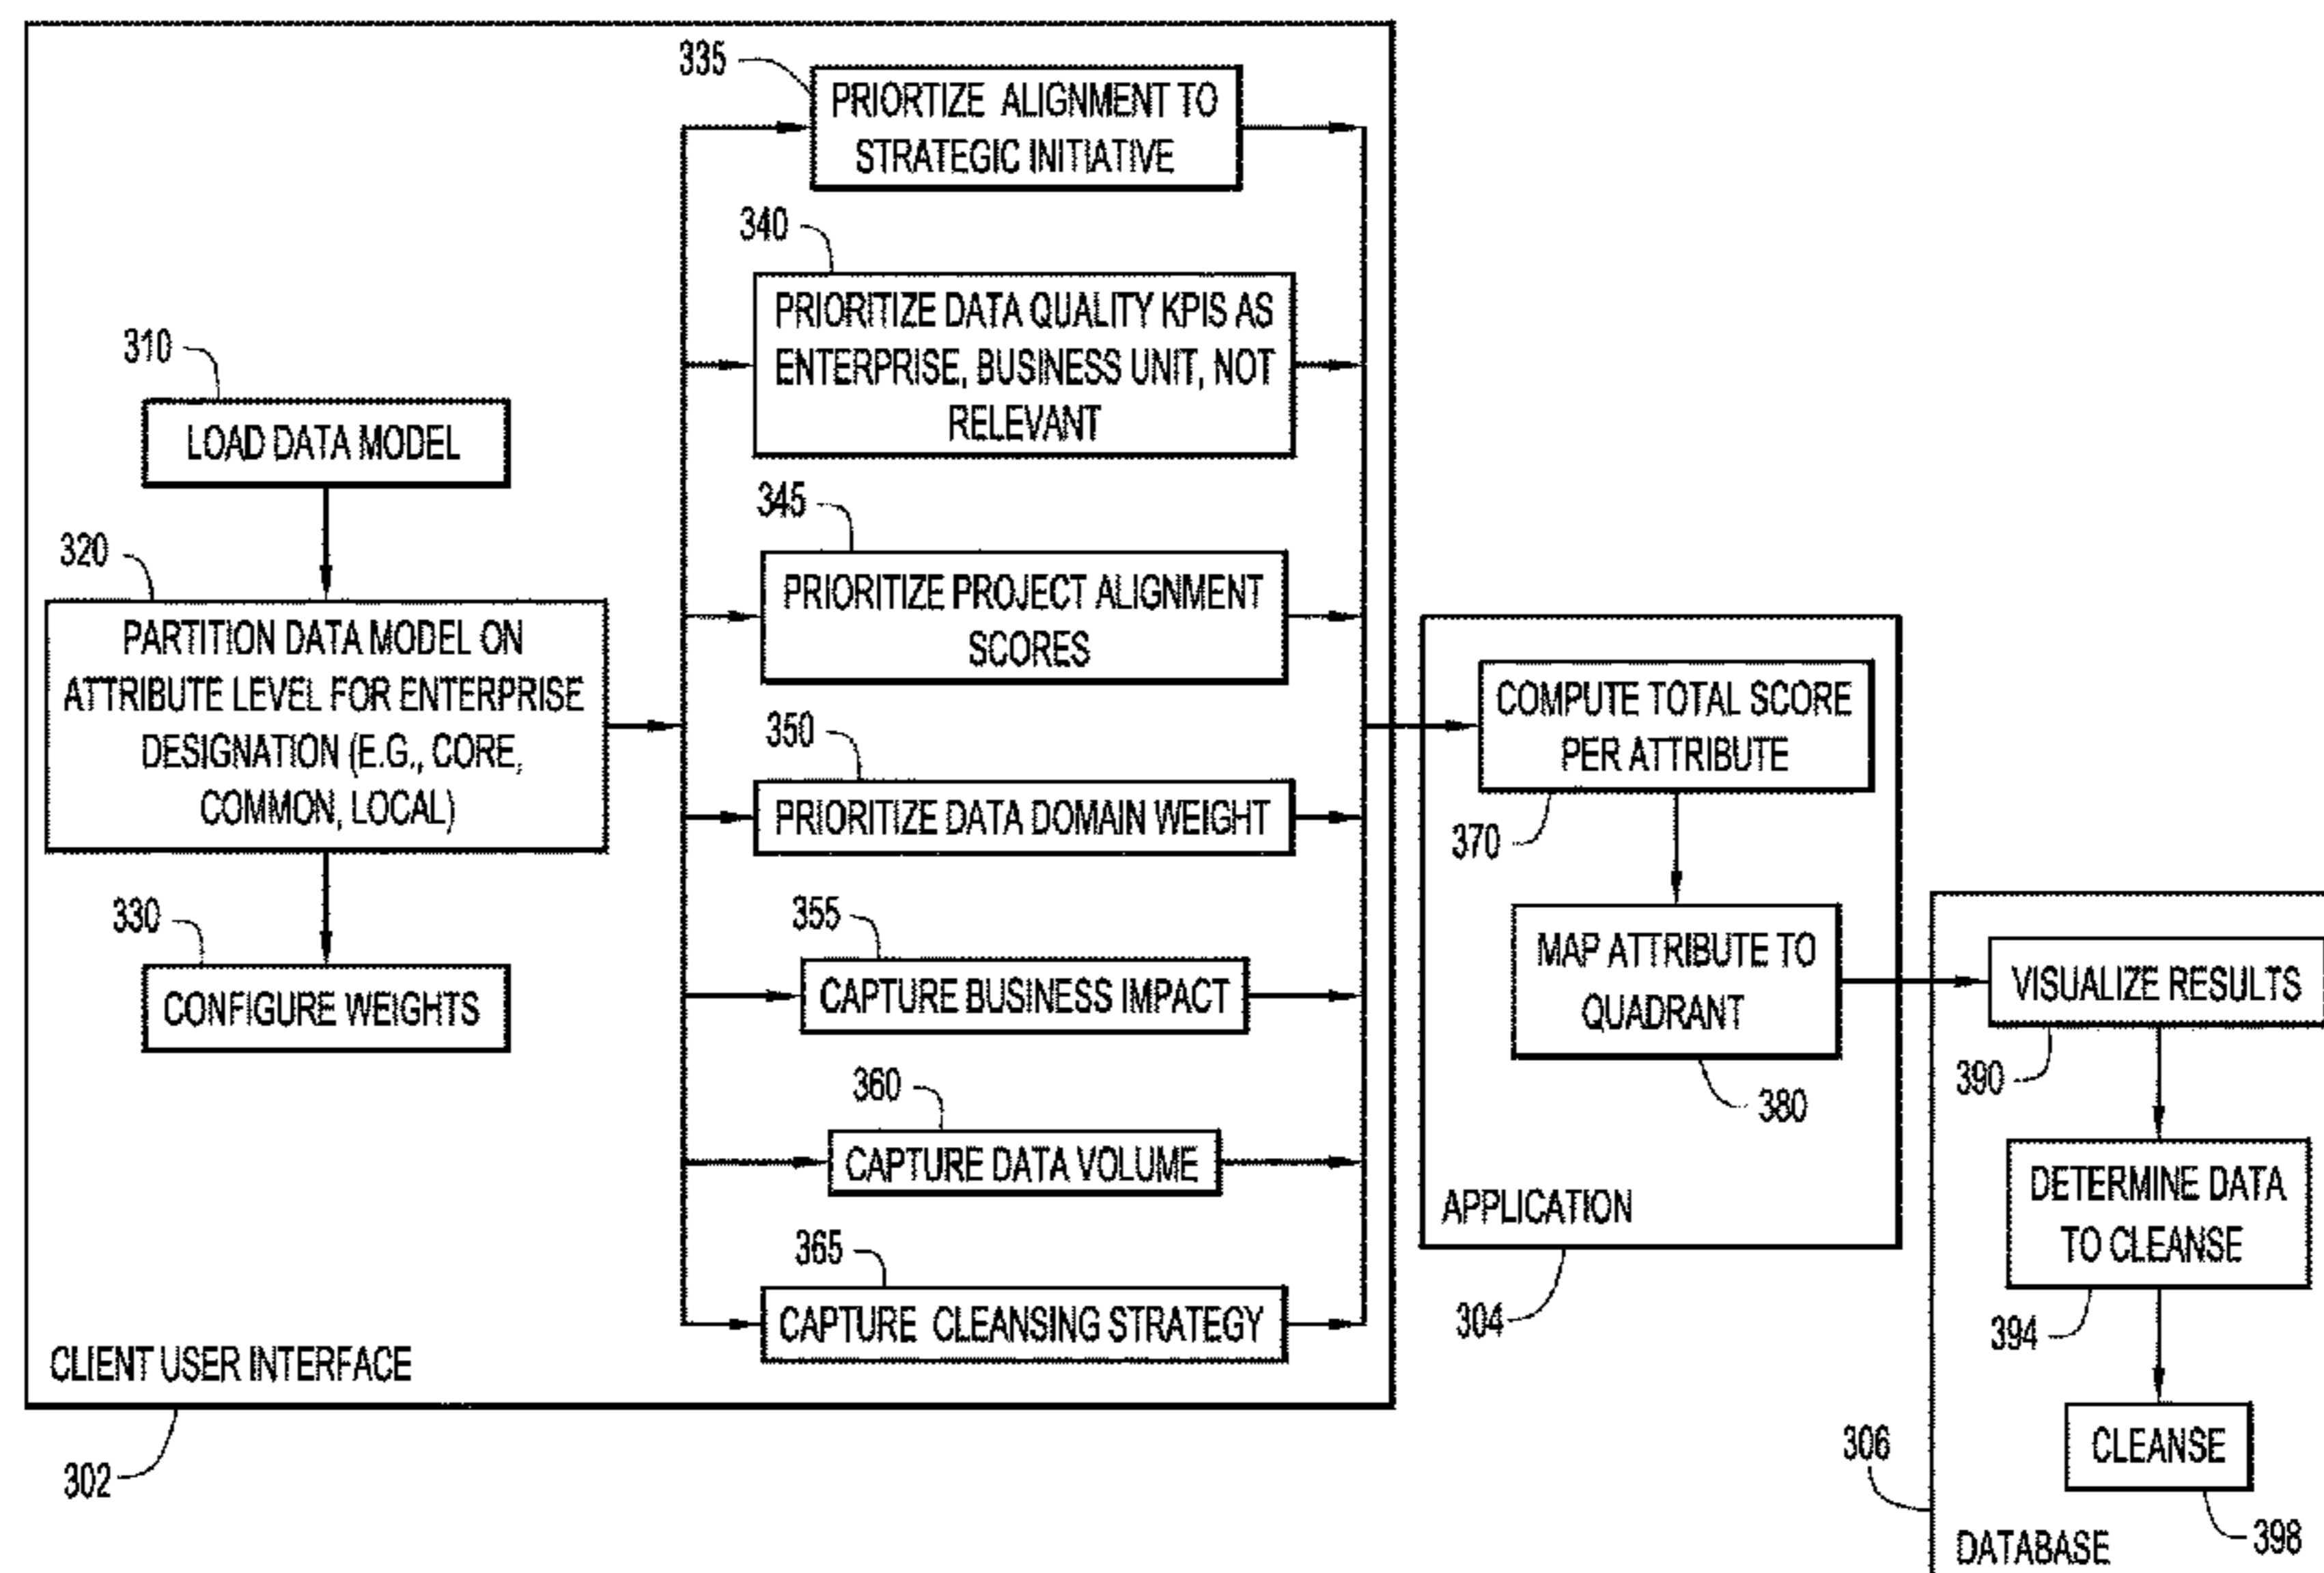 310
LOAD DATA MODEL
320
PARTITION DATA MODEL ON
ATTRIBUTE LEVEL FOR ENTERPRISE
DESIGNATION (E.G., CORE,
COMMON, LOCAL)
330
CONFIGURE WEIGHTS
335
PRIORTIZE ALIGNMENT TO
STRATEGIC INITIATIVE
340
PRIORITIZE DATA QUALITY KPIS AS
ENTERPRISE, BUSINESS UNIT, NOT
RELEVANT
345
PRIORITIZE PROJECT ALIGNMENT
SCORES
350
PRIORITIZE DATA DOMAIN WEIGHT
355
CAPTURE BUSINESS IMPACT
360
CAPTURE DATA VOLUME
365
CAPTURE CLEANSING STRATEGY
CLIENT USER INTERFACE
302
COMPUTE TOTAL SCORE
PER ATTRIBUTE
370
MAP ATTRIBUTE TO
QUADRANT
380
APPLICATION
304
VISUALIZE RESULTS
390
DETERMINE DATA
TO CLEANSE
394
CLEANSE
398
306
DATABASE